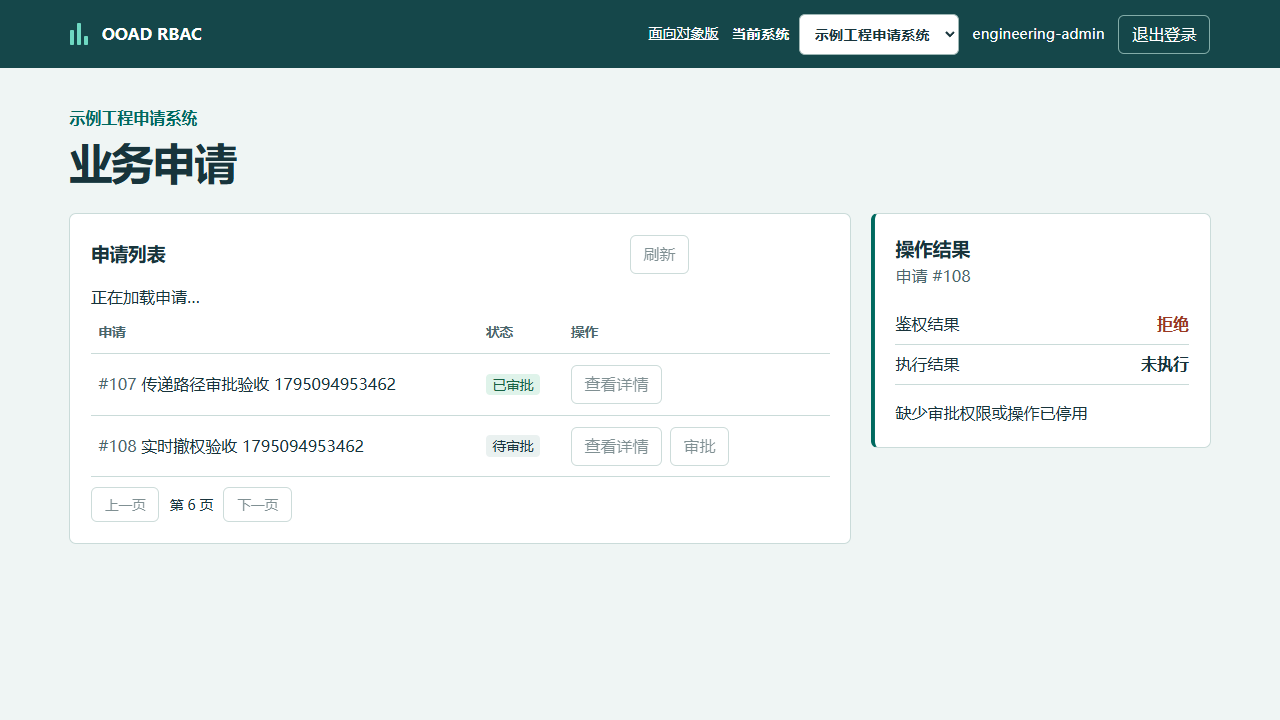 OOAD RBAC
面向对象版 当前系统 示例工程申请系统 engineering-admin 退出登录
示例工程申请系统
业务申请
申请列表 刷新
正在加载申请...
申请 状态 操作
#107 传递路径审批验收 1795094953462 已审批 查看详情
#108 实时撤权验收 1795094953462 待审批 查看详情 审批
上一页 第 6 页 下一页
操作结果
申请 #108
鉴权结果 拒绝
执行结果 未执行
缺少审批权限或操作已停用